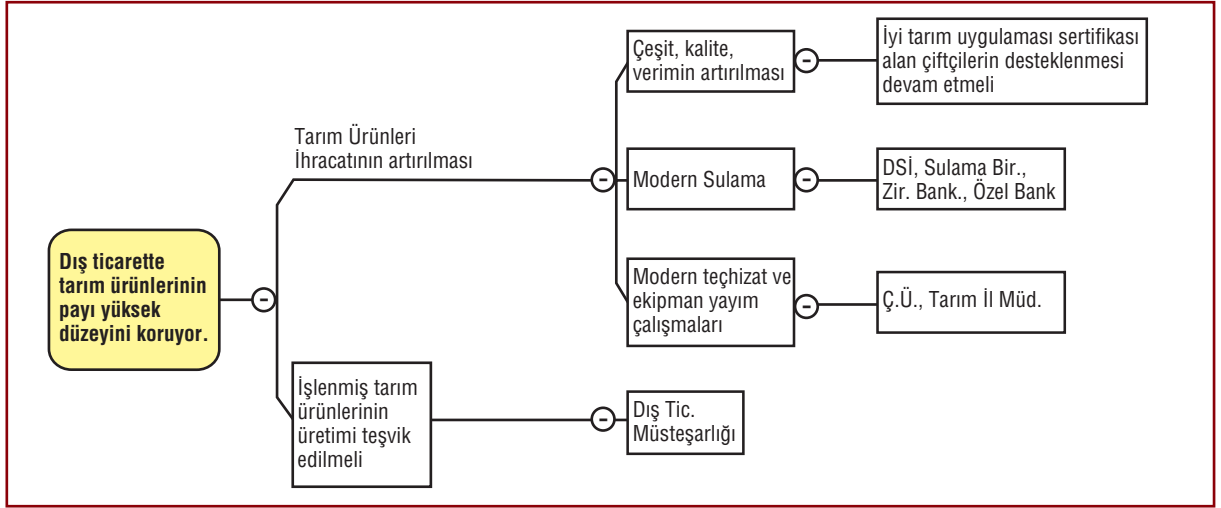 Dış ticarette
tarım ürünlerinin
payı yüksek
düzeyini koruyor.
Tarım Ürünleri
İhracatının artırılması
Çeşit, kalite,
verimin artırılması
İyi tarım uygulaması sertifikası
alan çiftçilerin desteklenmesi
devam etmeli
Modern Sulama
DSİ, Sulama Bir.,
Zir. Bank., Özel Bank
Modern teçhizat ve
ekipman yayım
çalışmaları
Ç.Ü., Tarım İl Müd.
İşlenmiş tarım
ürünlerinin
üretimi teşvik
edilmeli
Dış Tic.
Müsteşarlığı